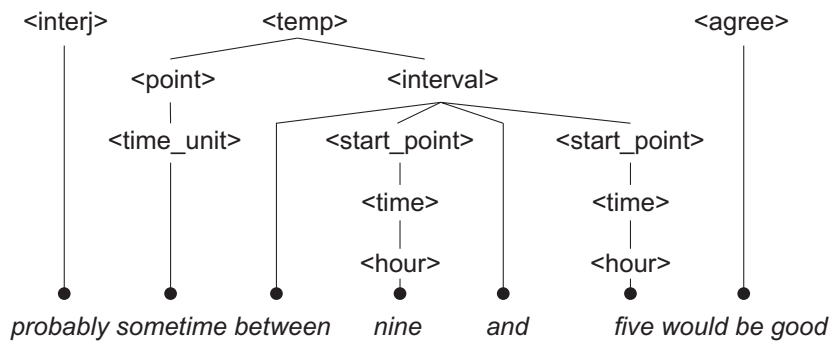 <interj> <temp> <agree>
<point> <interval>
<time_unit> <start_point> <start_point>
<time> <time>
<hour> <hour>
probably sometime between nine and five would be good